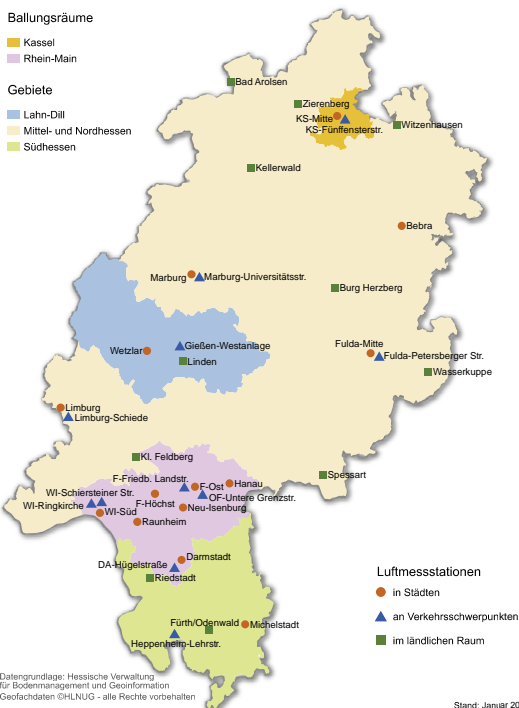 Ballungsräume:
Kassel
Rhein-Main
Gebiete
Lahn-Dill
Mittel- und Nordhessen
Südhessen
Bad Arolsen
Zierenberg
KS-Mitte
KS-Fünffensterstr.
Witzenhausen
Kellerwald
Bebra
Marburg
Marburg-Universitätsstr.
Burg Herzberg
Wetzlar
Gießen-Westanlage
Linden
Fulda-Mitte
Fulda-Petersberger Str.
Wasserkuppe
Limburg
Limburg-Schiede
Kl. Feldberg
Spessart
F-Friedb. Landstr.
F-Ost
Hanau
WI-Schiersteiner Str.
OF-Untere Grenzstr.
WI-Ringkirche
F-Höchst
WI-Süd
Neu-Isenburg
Raunheim
Darmstadt
DA-Hügelstraße
Riedstadt
Fürth/Odenwald
Michelstadt
Heppenheim-Lehrstr.
Luftmessstationen
in Städten
an Verkehrsschwerpunkten
im ländlichen Raum
Datengrundlage: Hessische Verwaltung
für Bodenmanagement und Geoinformation
Geofachdaten ©HLNUG - alle Rechte vorbehalten
Stand: Januar 20